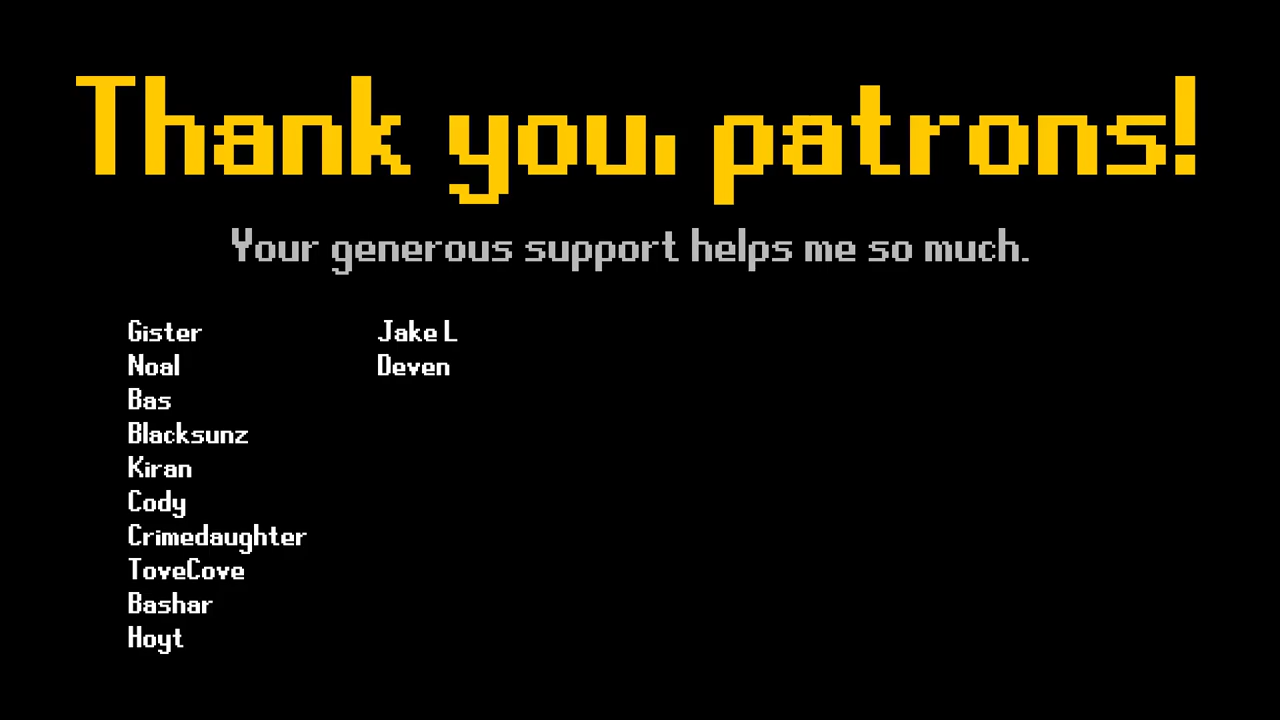 Thank you, patrons!
Your generous support helps me so much.
Gister
Noal
Bas
Blacksunz
Kiran
Cody
Crimedaughter
ToveCove
Bashar
Hoyt
Jake L
Deven